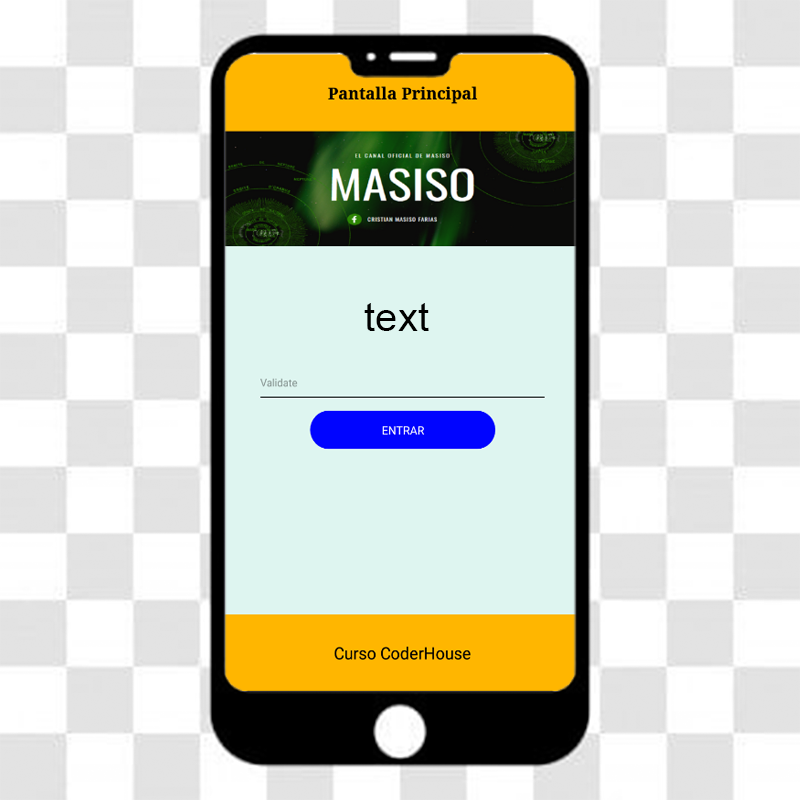 Pantalla Principal
EL CANAL OFICIAL DE MASISO
MASISO
f CRISTIAN MASISO FARIAS
text
Validate
ENTRAR
Curso CoderHouse